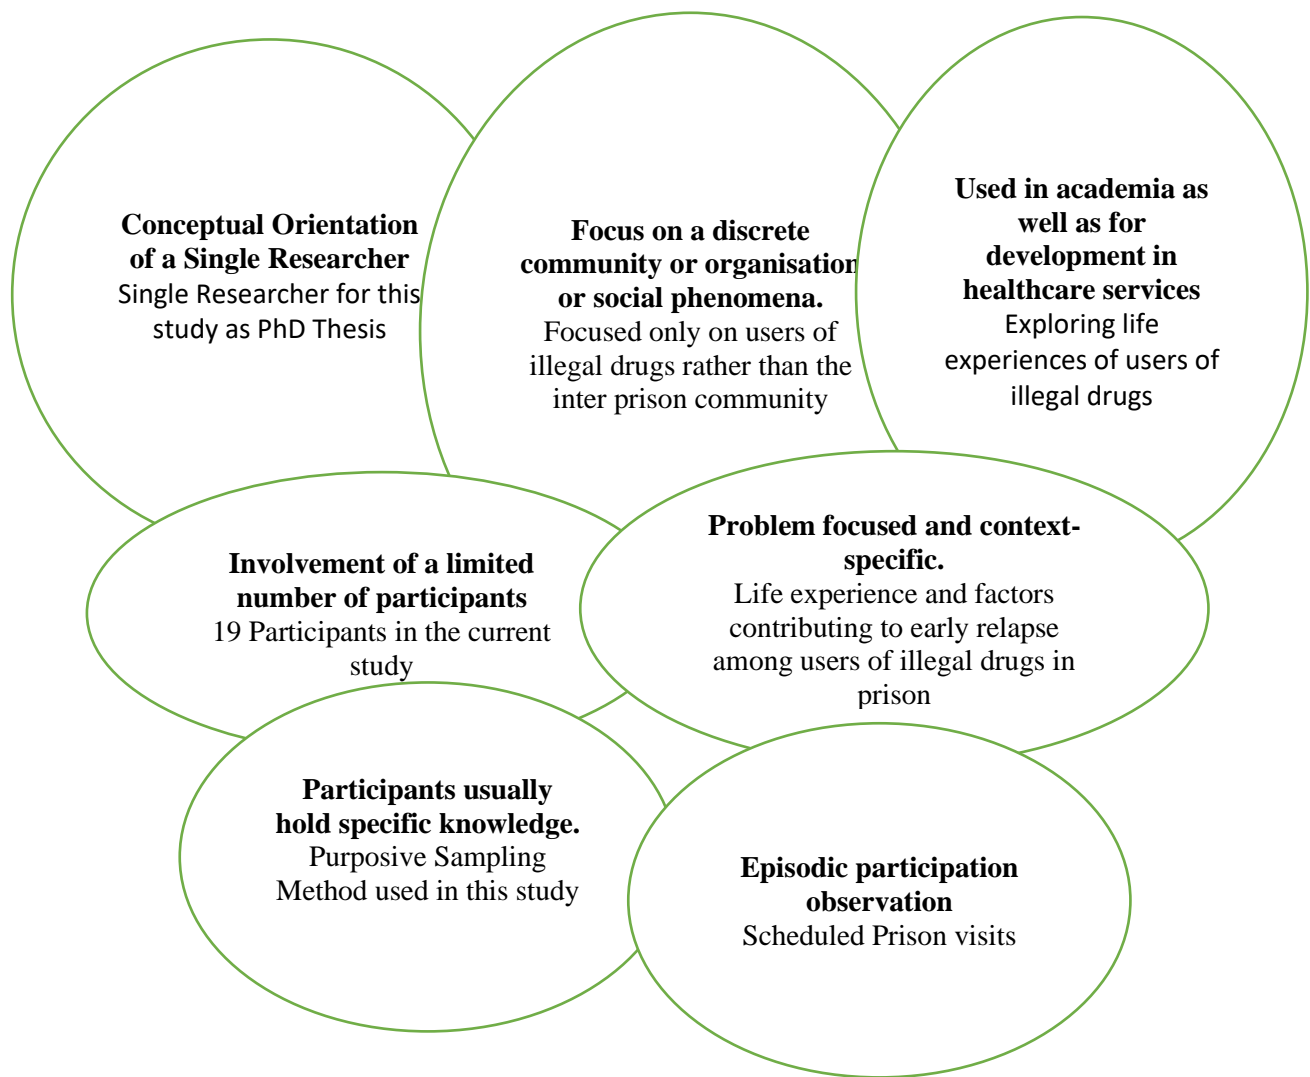 Conceptual Orientation
of a Single Researcher
Single Researcher for this
study as PhD Thesis
Focus on a discrete
community or organisation
or social phenomena.
Focused only on users of
illegal drugs rather than the
inter prison community
Used in academia as
well as for
development in
healthcare services
Exploring life
experiences of users of
illegal drugs
Involvement of a limited
number of participants
19 Participants in the current
study
Problem focused and context-
specific.
Life experience and factors
contributing to early relapse
among users of illegal drugs in
prison
Participants usually
hold specific knowledge.
Purposive Sampling
Method used in this study
Episodic participation
observation
Scheduled Prison visits